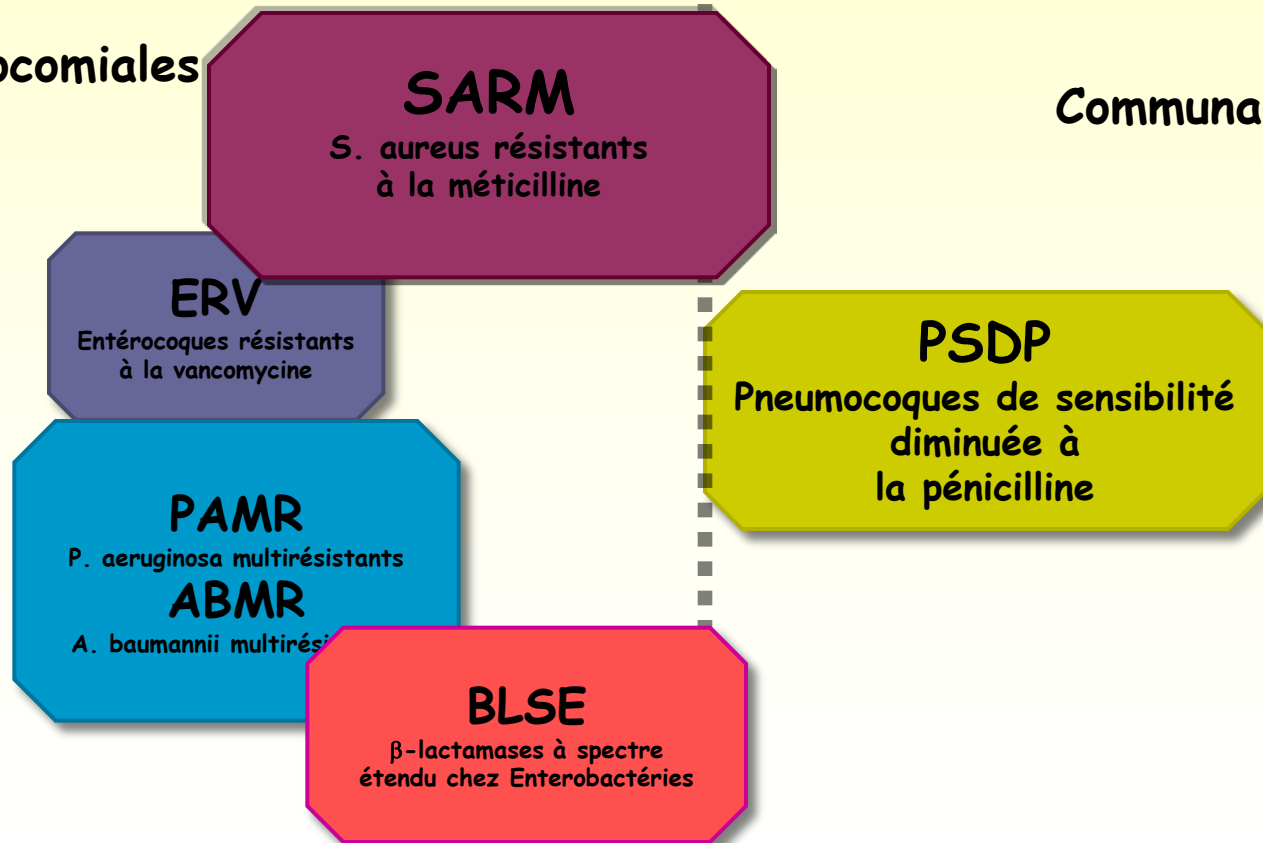 ocomiales
SARM
S. aureus résistants
à la méticilline
Communa
ERV
Entérocoques résistants
à la vancomycine
PSDP
Pneumocoques de sensibilité
diminuée à
la pénicilline
PAMR
P. aeruginosa multirésistants
ABMR
A. baumannii multirési
BLSE
β-lactamases à spectre
étendu chez Enterobactéries